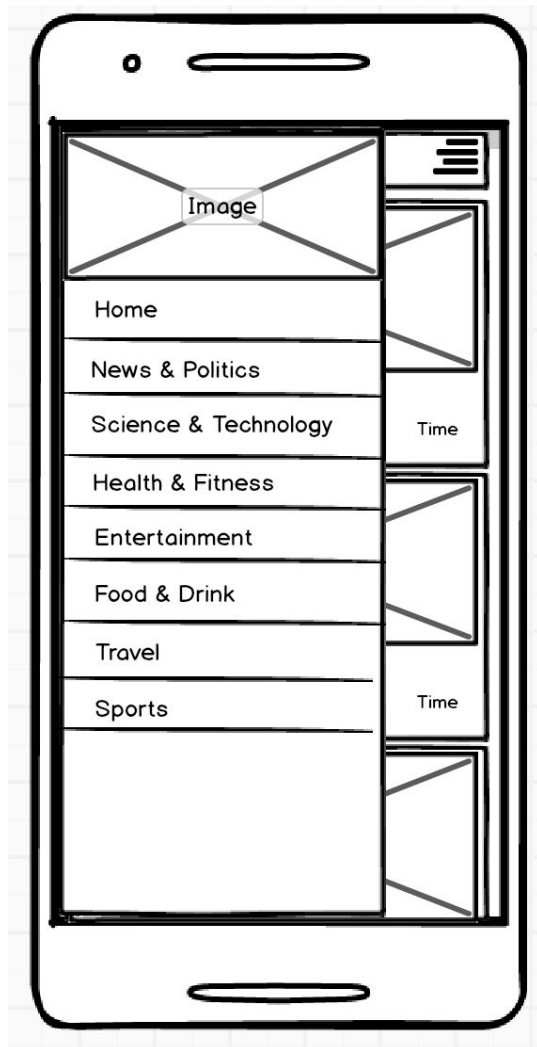 Image
Home
News & Politics
Science & Technology
Time
Health & Fitness
Entertainment
Food & Drink
Travel
Sports
Time